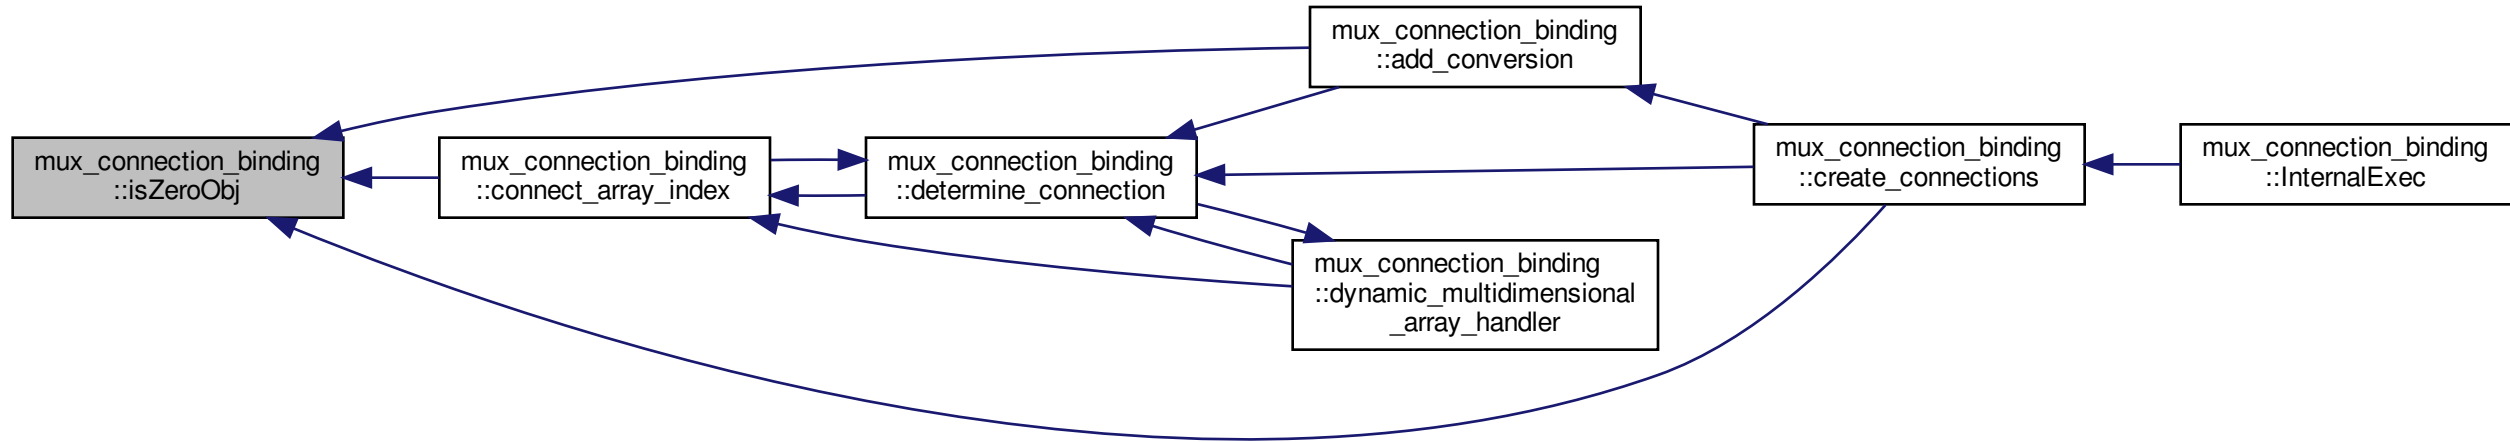 mux_connection_binding
::isZeroObj
mux_connection_binding
::connect_array_index
mux_connection_binding
::determine_connection
mux_connection_binding
::add_conversion
mux_connection_binding
::dynamic_multidimensional
_array_handler
mux_connection_binding
::create_connections
mux_connection_binding
::InternalExec